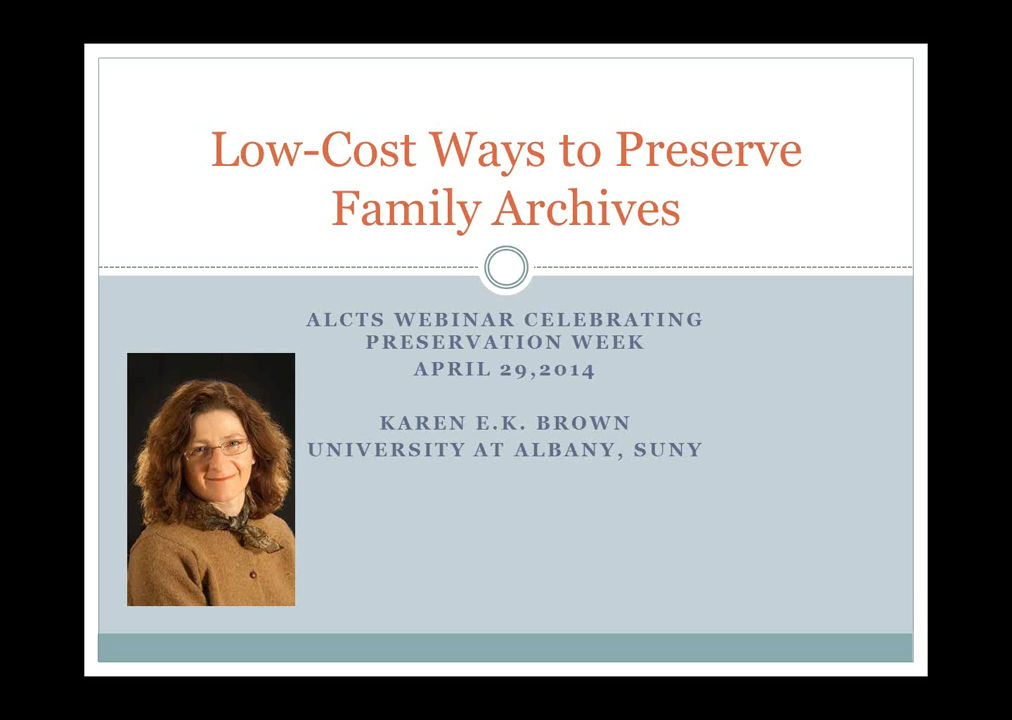 Low-Cost Ways to Preserve
Family Archives
ALCTS WEBINAR CELEBRATING
PRESERVATION WEEK
APRIL 29,2014
KAREN E.K. BROWN
UNIVERSITY AT ALBANY, SUNY